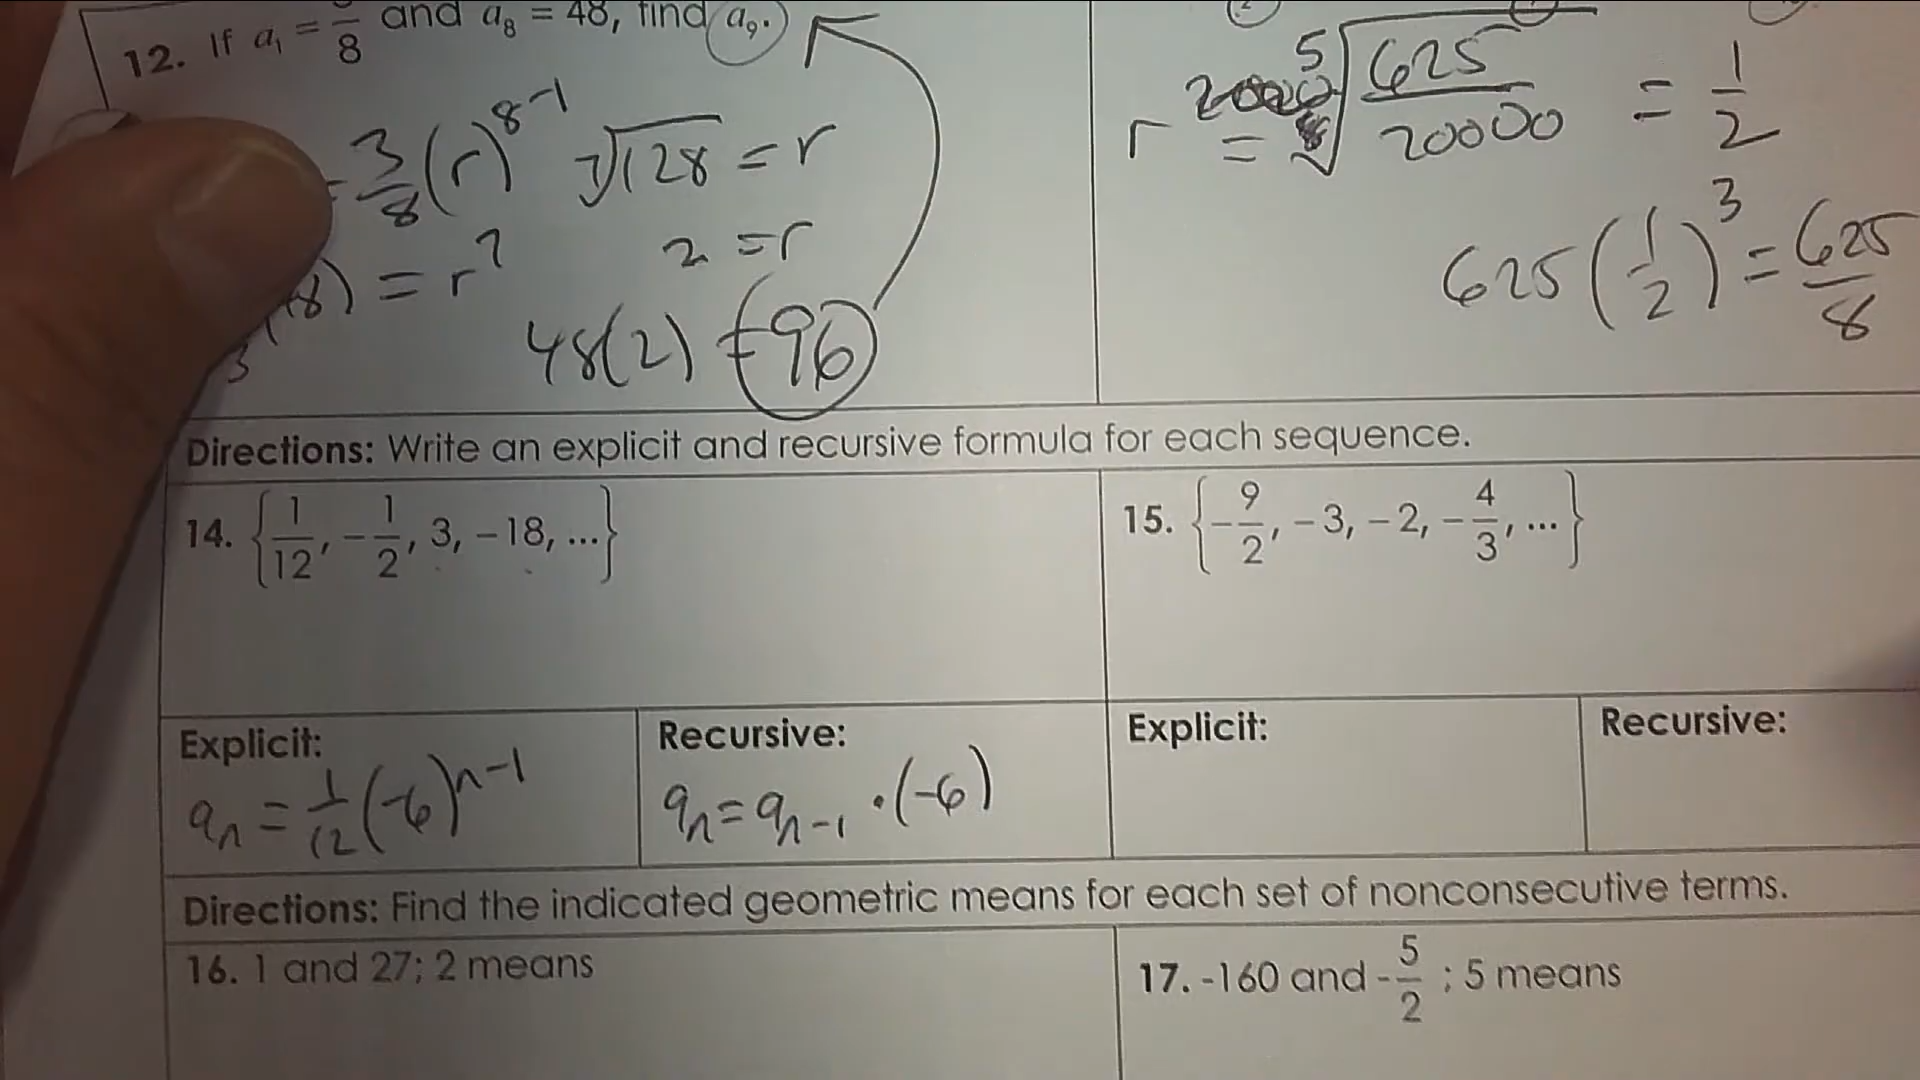 12. If a₁ = /8 and a₈ = 48, find a₉.
= 3/8 (r)^8-1
⁷√128 = r
(48) = r⁷
3
2 = r
48(2) = 96
r = ⁵√625/20000 = 1/2
625 (1/2)³ = 625/8
Directions: Write an explicit and recursive formula for each sequence.
14. {1/12, -1/2, 3, -18, ...}
15. {-9/2, -3, -2, -4/3, ...}
Explicit:
aₙ = 1/12 (-6)^n-1
Recursive:
aₙ = aₙ₋₁ · (-6)
Explicit:
Recursive:
Directions: Find the indicated geometric means for each set of nonconsecutive terms.
16. 1 and 27; 2 means
17. -160 and -5/2 ; 5 means